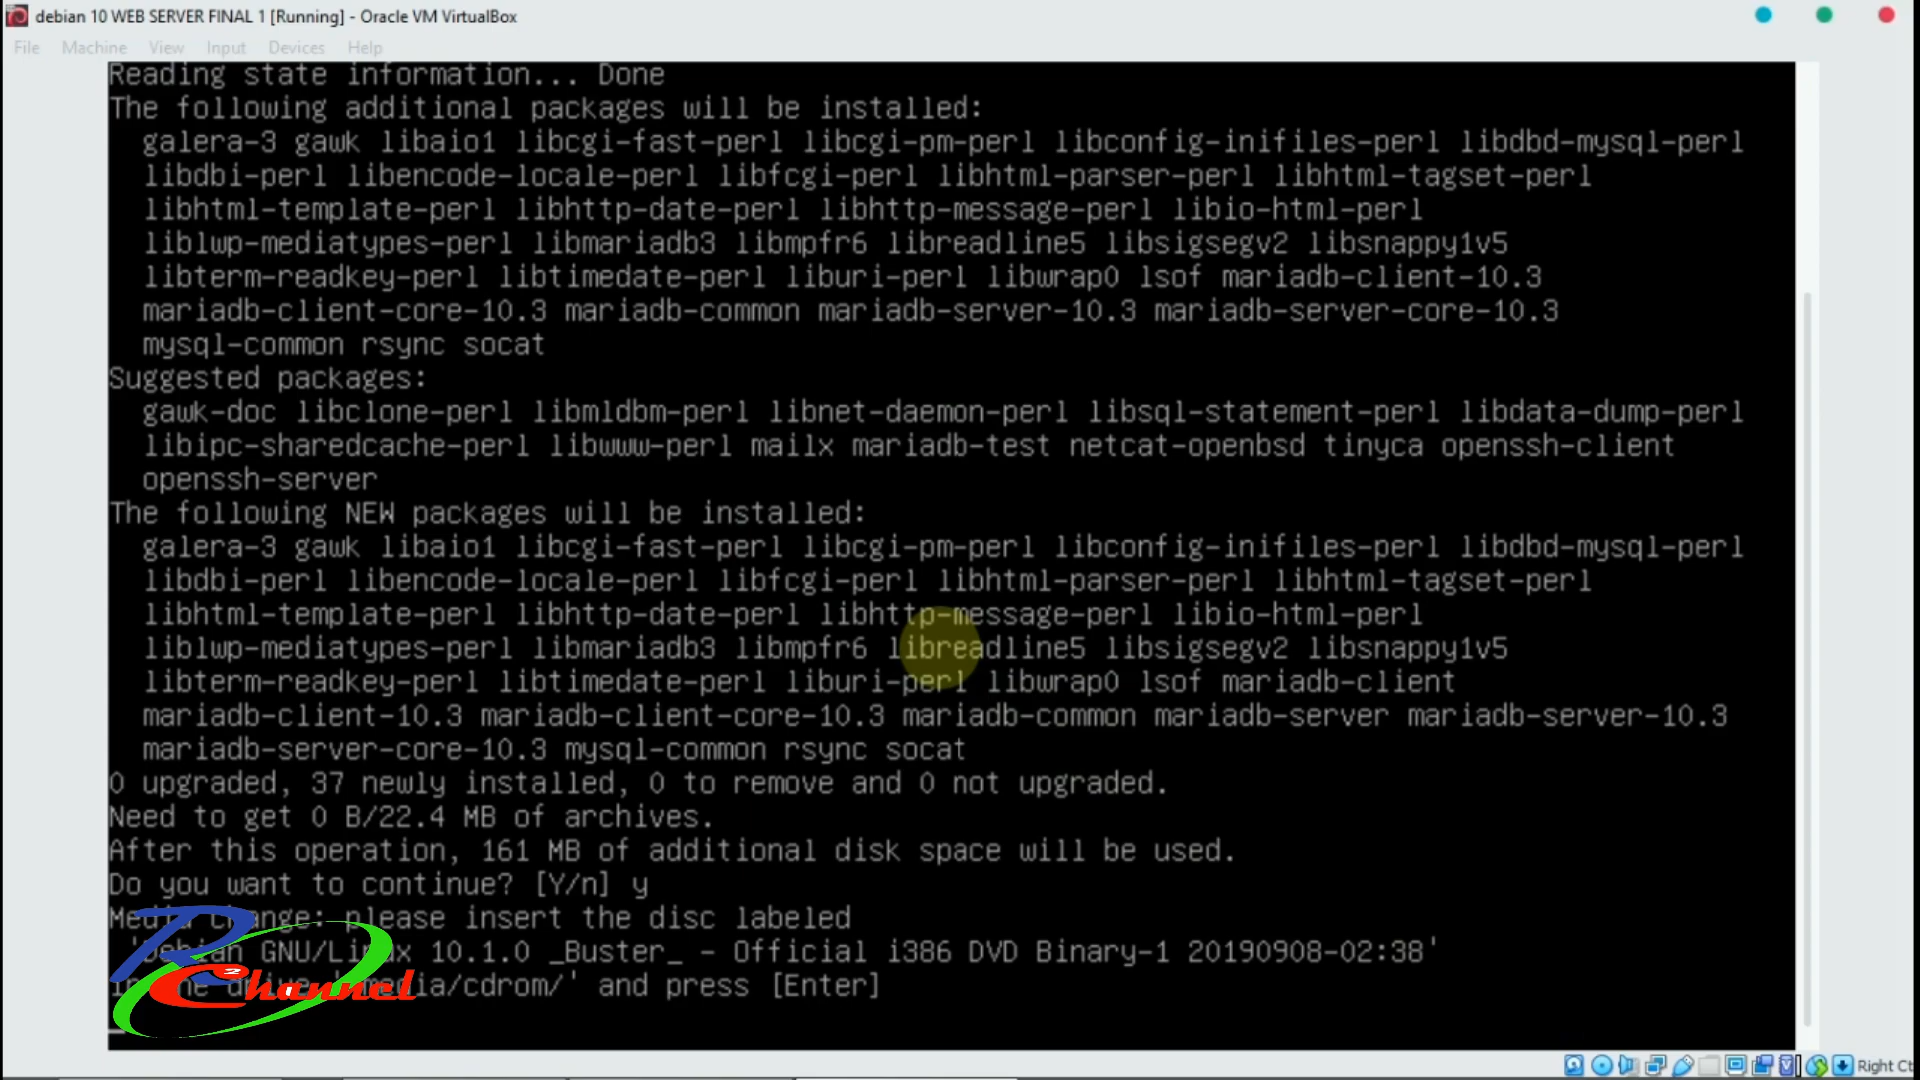 debian 10 WEB SERVER FINAL 1 [Running] - Oracle VM VirtualBox
File Machine View Input Devices Help
Reading state information... Done
The following additional packages will be installed:
galera-3 gawk libaio1 libcgi-fast-perl libcgi-pm-perl libconfig-inifiles-perl libdbd-mysql-perl
libdbi-perl libencode-locale-perl libfcgi-perl libhtml-parser-perl libhtml-tagset-perl
libhtml-template-perl libhttp-date-perl libhttp-message-perl libio-html-perl
liblwp-mediatypes-perl libmariadb3 libmpfr6 libreadline5 libsigsegv2 libsnappy1v5
libterm-readkey-perl libtimedate-perl liburi-perl libwrap0 lsof mariadb-client-10.3
mariadb-client-core-10.3 mariadb-common mariadb-server-10.3 mariadb-server-core-10.3
mysql-common rsync socat
Suggested packages:
gawk-doc libclone-perl libmldbm-perl libnet-daemon-perl libsql-statement-perl libdata-dump-perl
libipc-sharedcache-perl libwww-perl mailx mariadb-test netcat-openbsd tinyca openssh-client
openssh-server
The following NEW packages will be installed:
galera-3 gawk libaio1 libcgi-fast-perl libcgi-pm-perl libconfig-inifiles-perl libdbd-mysql-perl
libdbi-perl libencode-locale-perl libfcgi-perl libhtml-parser-perl libhtml-tagset-perl
libhtml-template-perl libhttp-date-perl libhttp-message-perl libio-html-perl
liblwp-mediatypes-perl libmariadb3 libmpfr6 libreadline5 libsigsegv2 libsnappy1v5
libterm-readkey-perl libtimedate-perl liburi-perl libwrap0 lsof mariadb-client
mariadb-client-10.3 mariadb-client-core-10.3 mariadb-common mariadb-server mariadb-server-10.3
mariadb-server-core-10.3 mysql-common rsync socat
0 upgraded, 37 newly installed, 0 to remove and 0 not upgraded.
Need to get 0 B/22.4 MB of archives.
After this operation, 161 MB of additional disk space will be used.
Do you want to continue? [Y/n] y
Media change: please insert the disc labeled
'Debian GNU/Linux 10.1.0 _Buster_ - Official i386 DVD Binary-1 20190908-02:38'
in the drive '/media/cdrom/' and press [Enter]
R2 Channel
Right Ct